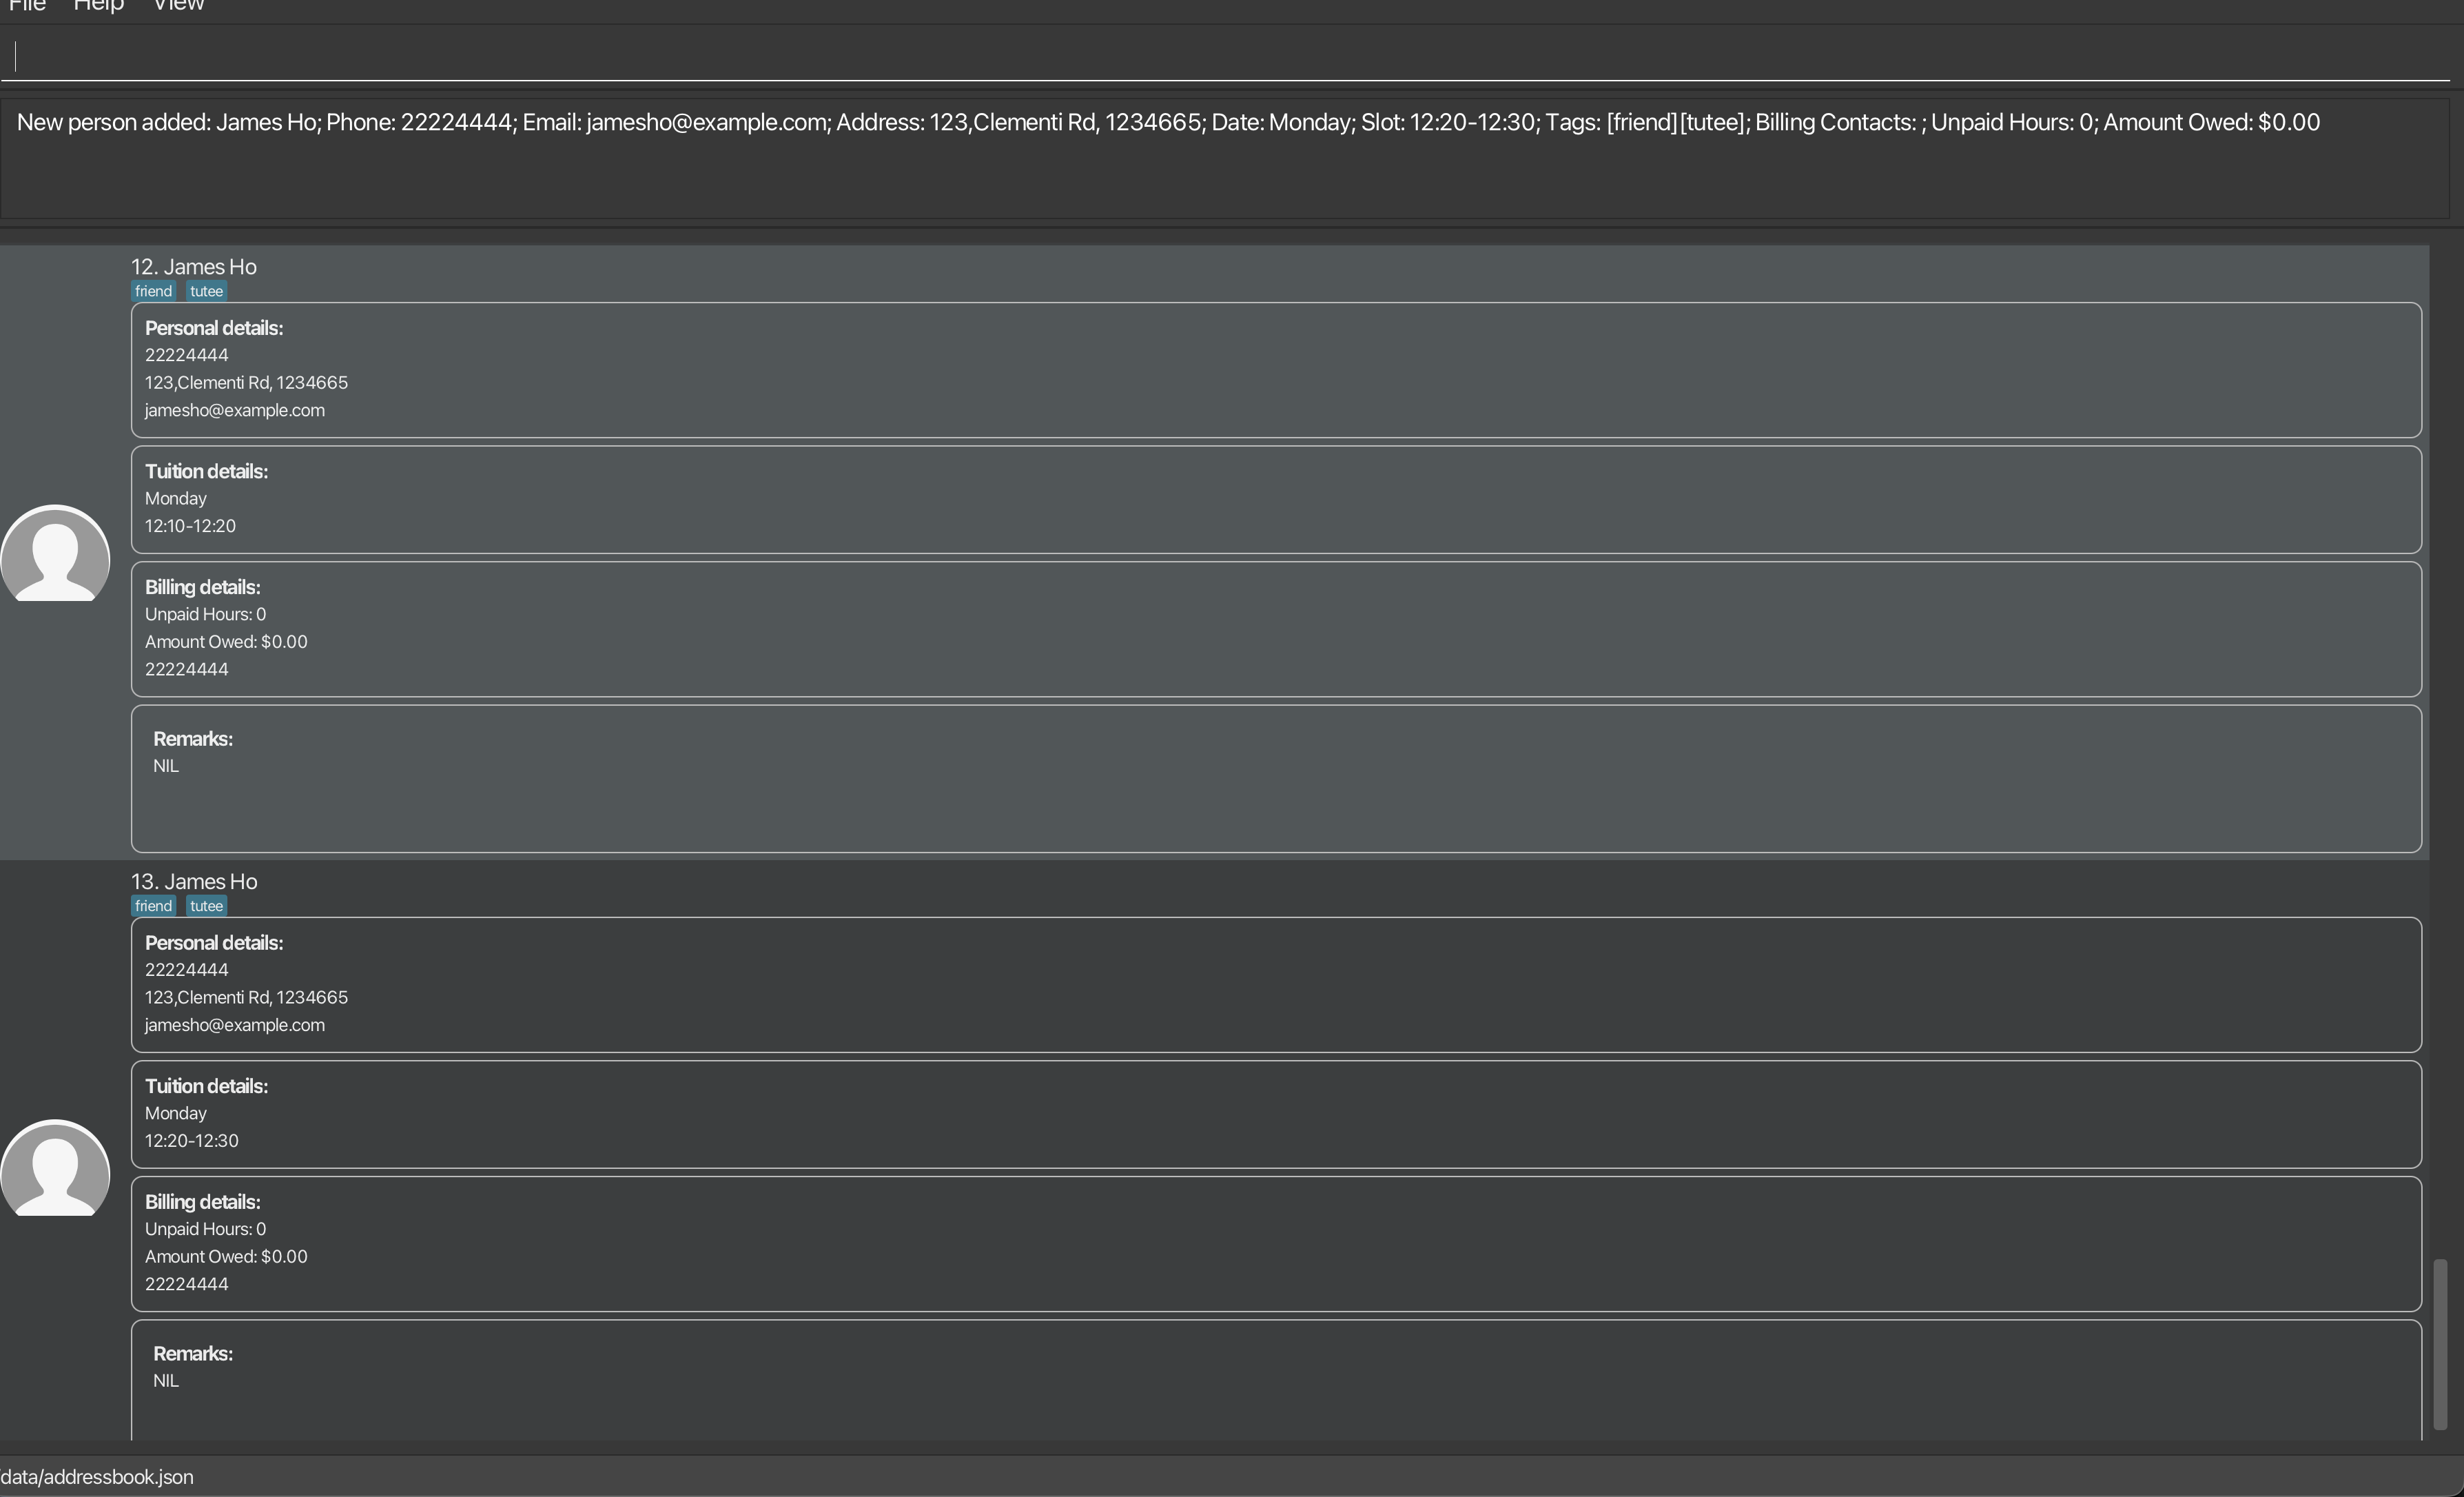 File Help View
New person added: James Ho; Phone: 22224444; Email: jamesho@example.com; Address: 123,Clementi Rd, 1234665; Date: Monday; Slot: 12:20-12:30; Tags: [friend][tutee]; Billing Contacts: ; Unpaid Hours: 0; Amount Owed: $0.00
12. James Ho
friend tutee
Personal details:
22224444
123,Clementi Rd, 1234665
jamesho@example.com
Tuition details:
Monday
12:10-12:20
Billing details:
Unpaid Hours: 0
Amount Owed: $0.00
22224444
Remarks:
NIL
13. James Ho
friend tutee
Personal details:
22224444
123,Clementi Rd, 1234665
jamesho@example.com
Tuition details:
Monday
12:20-12:30
Billing details:
Unpaid Hours: 0
Amount Owed: $0.00
22224444
Remarks:
NIL
/data/addressbook.json